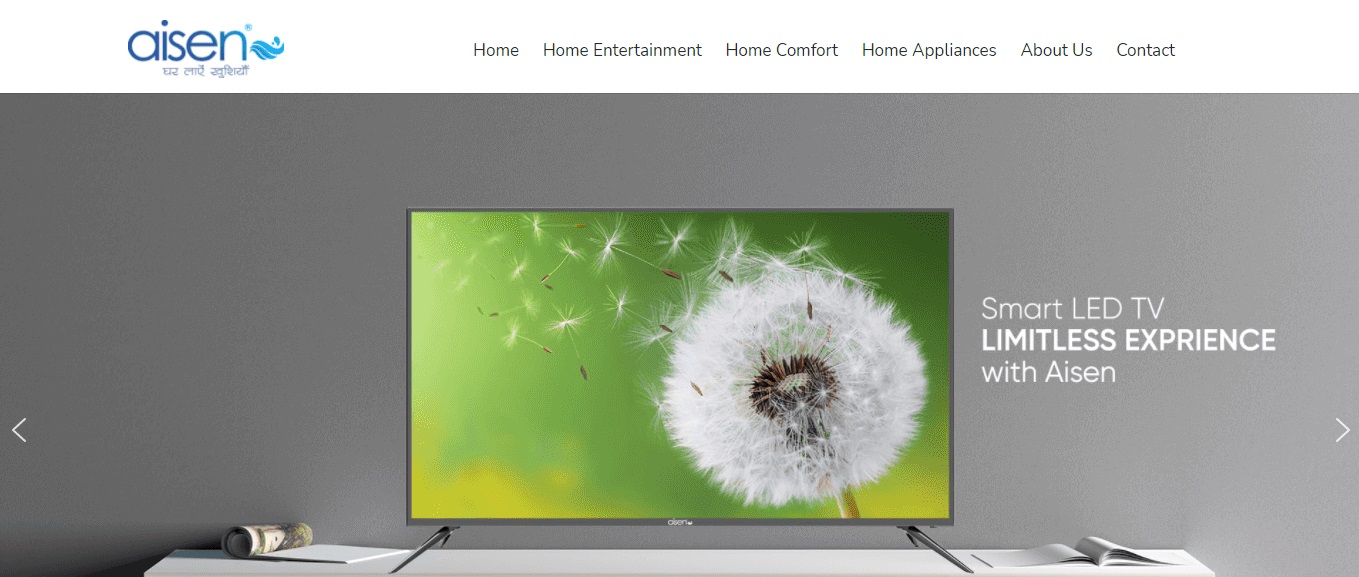 aisen®
घर लाएँ खुशियाँ
Home Home Entertainment Home Comfort Home Appliances About Us Contact
Smart LED TV
LIMITLESS EXPRIENCE
with Aisen
aisen